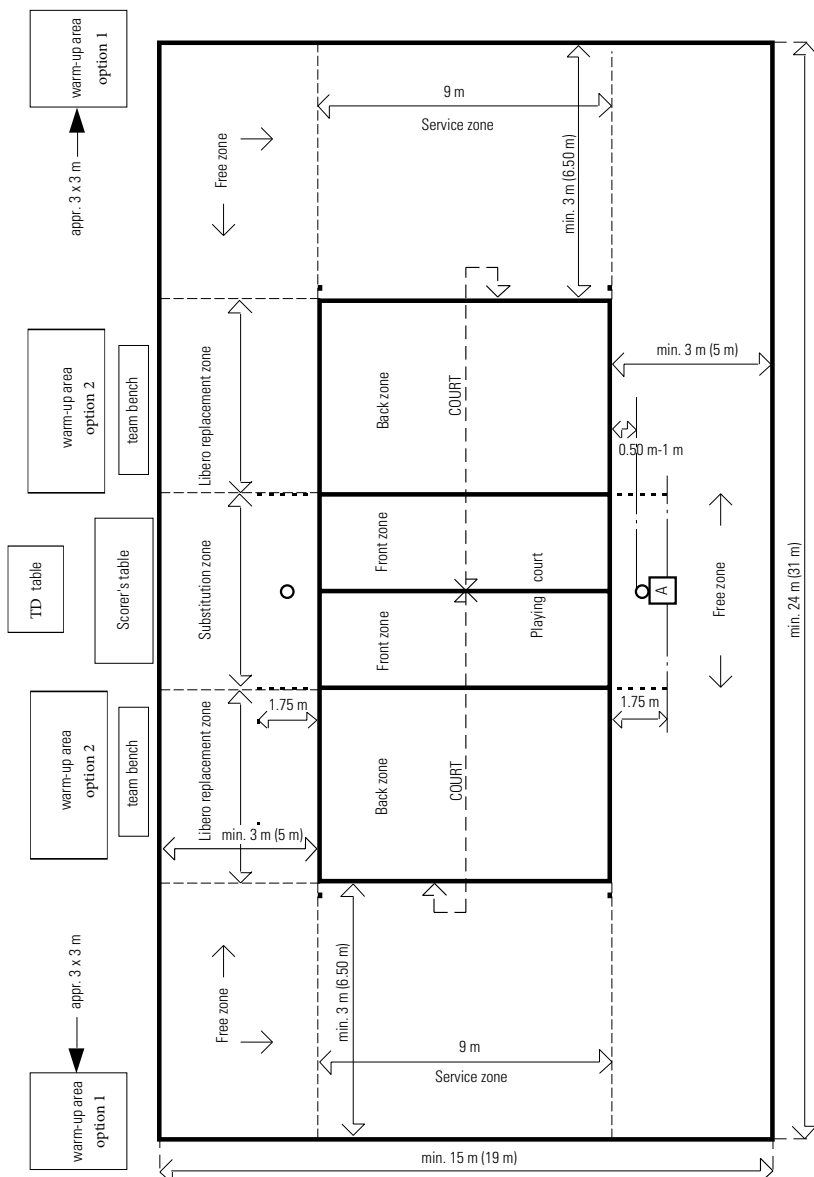 warm-up area
option 1
appr. 3 x 3 m
Free zone
9 m
Service zone
min. 3 m (6.50 m)
warm-up area
option 2
team bench
Libero replacement zone
Back zone
COURT
min. 3 m (5 m)
0.50 m-1 m
TD table
Scorer's table
Substitution zone
Front zone
Front zone
Playing court
A
Free zone
min. 24 m (31 m)
warm-up area
option 2
team bench
Libero replacement zone
1.75 m
Back zone
COURT
1.75 m
min. 3 m (5 m)
appr. 3 x 3 m
warm-up area
option 1
Free zone
min. 3 m (6.50 m)
9 m
Service zone
min. 15 m (19 m)